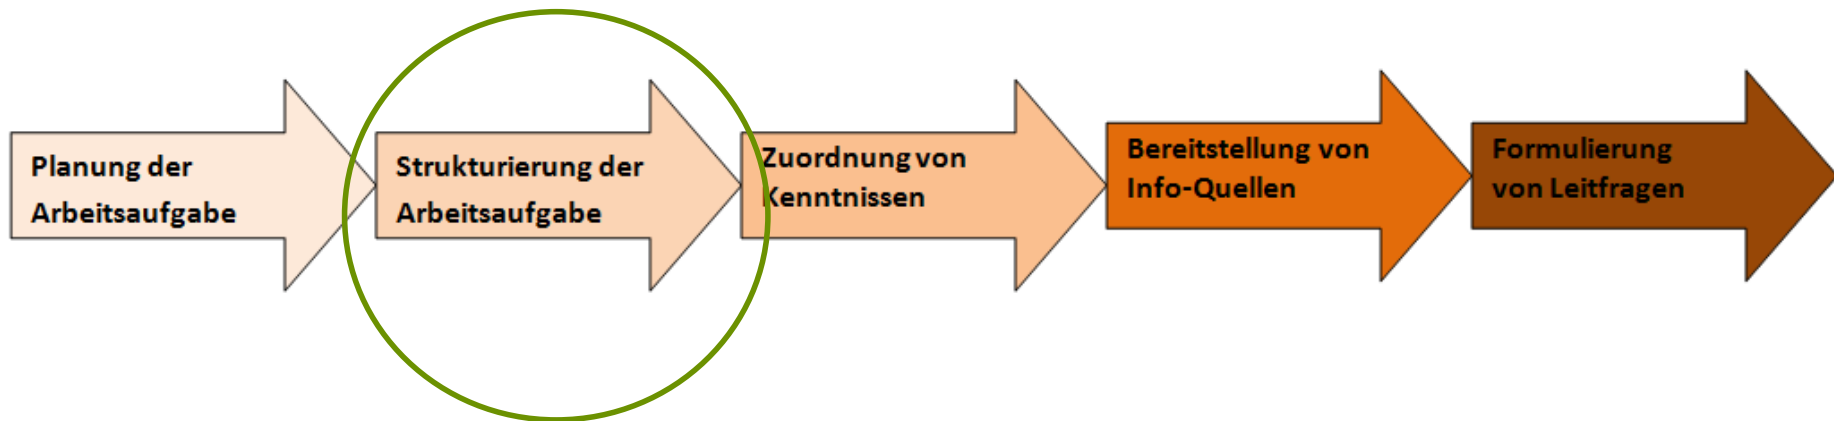 Planung der
Arbeitsaufgabe
Strukturierung der
Arbeitsaufgabe
Zuordnung von
Kenntnissen
Bereitstellung von
Info-Quellen
Formulierung
von Leitfragen